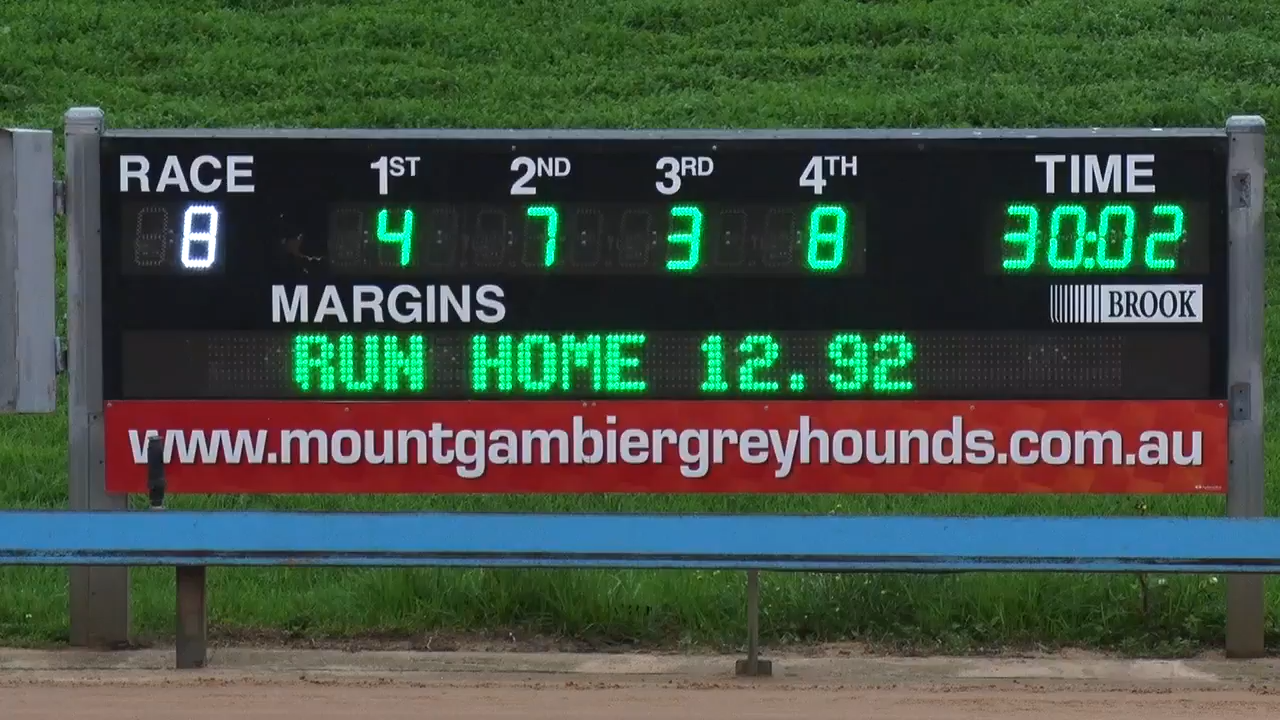 RACE 1ST 2ND 3RD 4TH TIME
8 4 7 3 8 30:02
MARGINS BROOK
RUN HOME 12.92
www.mountgambiergreyhounds.com.au